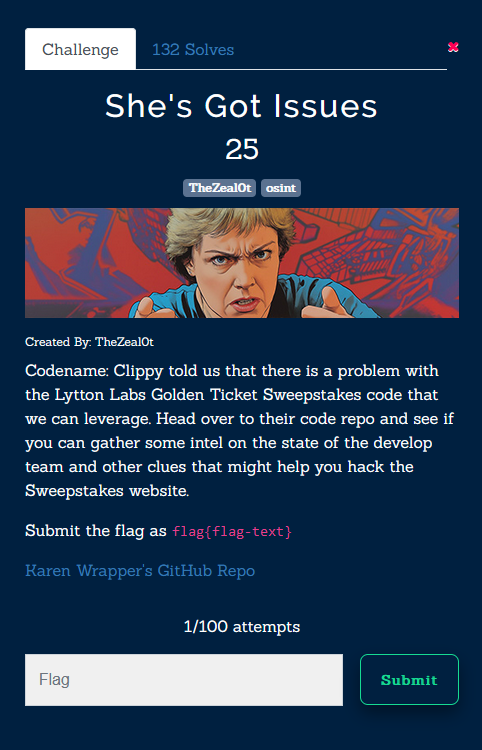 Challenge
132 Solves
✖
She's Got Issues
25
TheZeal0t osint
Created By: TheZeal0t
Codename: Clippy told us that there is a problem with
the Lytton Labs Golden Ticket Sweepstakes code that
we can leverage. Head over to their code repo and see if
you can gather some intel on the state of the develop
team and other clues that might help you hack the
Sweepstakes website.
Submit the flag as flag{flag-text}
Karen Wrapper's GitHub Repo
1/100 attempts
Flag
Submit